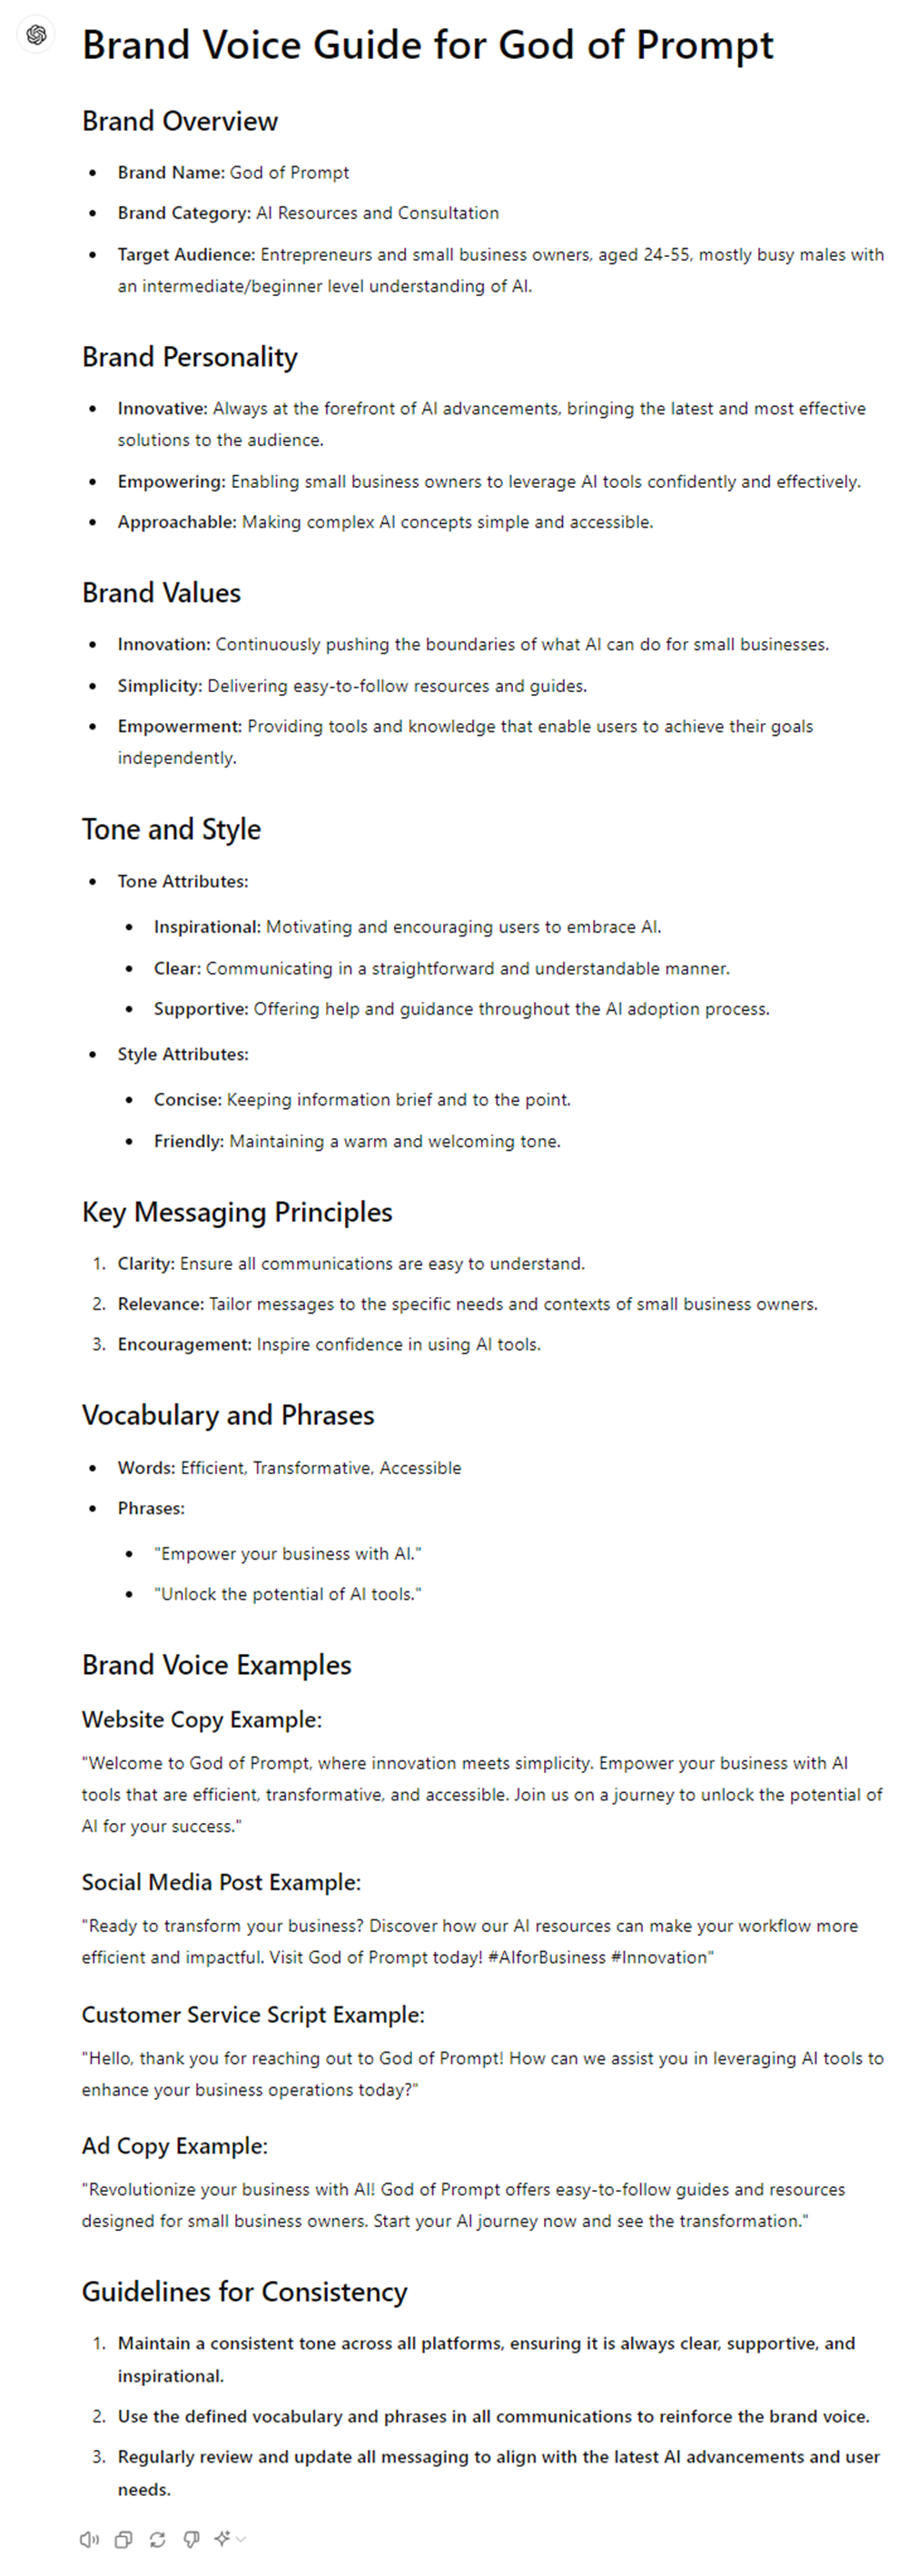 Brand Voice Guide for God of Prompt
Brand Overview
• Brand Name: God of Prompt
• Brand Category: AI Resources and Consultation
• Target Audience: Entrepreneurs and small business owners, aged 24-55, mostly busy males with
an intermediate/beginner level understanding of AI.
Brand Personality
• Innovative: Always at the forefront of AI advancements, bringing the latest and most effective
solutions to the audience.
• Empowering: Enabling small business owners to leverage AI tools confidently and effectively.
• Approachable: Making complex AI concepts simple and accessible.
Brand Values
• Innovation: Continuously pushing the boundaries of what AI can do for small businesses.
• Simplicity: Delivering easy-to-follow resources and guides.
• Empowerment: Providing tools and knowledge that enable users to achieve their goals
independently.
Tone and Style
• Tone Attributes:
• Inspirational: Motivating and encouraging users to embrace AI.
• Clear: Communicating in a straightforward and understandable manner.
• Supportive: Offering help and guidance throughout the AI adoption process.
• Style Attributes:
• Concise: Keeping information brief and to the point.
• Friendly: Maintaining a warm and welcoming tone.
Key Messaging Principles
1. Clarity: Ensure all communications are easy to understand.
2. Relevance: Tailor messages to the specific needs and contexts of small business owners.
3. Encouragement: Inspire confidence in using AI tools.
Vocabulary and Phrases
• Words: Efficient, Transformative, Accessible
• Phrases:
• "Empower your business with AI."
• "Unlock the potential of AI tools."
Brand Voice Examples
Website Copy Example:
"Welcome to God of Prompt, where innovation meets simplicity. Empower your business with AI
tools that are efficient, transformative, and accessible. Join us on a journey to unlock the potential of
AI for your success."
Social Media Post Example:
"Ready to transform your business? Discover how our AI resources can make your workflow more
efficient and impactful. Visit God of Prompt today! #AIforBusiness #Innovation"
Customer Service Script Example:
"Hello, thank you for reaching out to God of Prompt! How can we assist you in leveraging AI tools to
enhance your business operations today?"
Ad Copy Example:
"Revolutionize your business with AI! God of Prompt offers easy-to-follow guides and resources
designed for small business owners. Start your AI journey now and see the transformation."
Guidelines for Consistency
1. Maintain a consistent tone across all platforms, ensuring it is always clear, supportive, and
inspirational.
2. Use the defined vocabulary and phrases in all communications to reinforce the brand voice.
3. Regularly review and update all messaging to align with the latest AI advancements and user
needs.